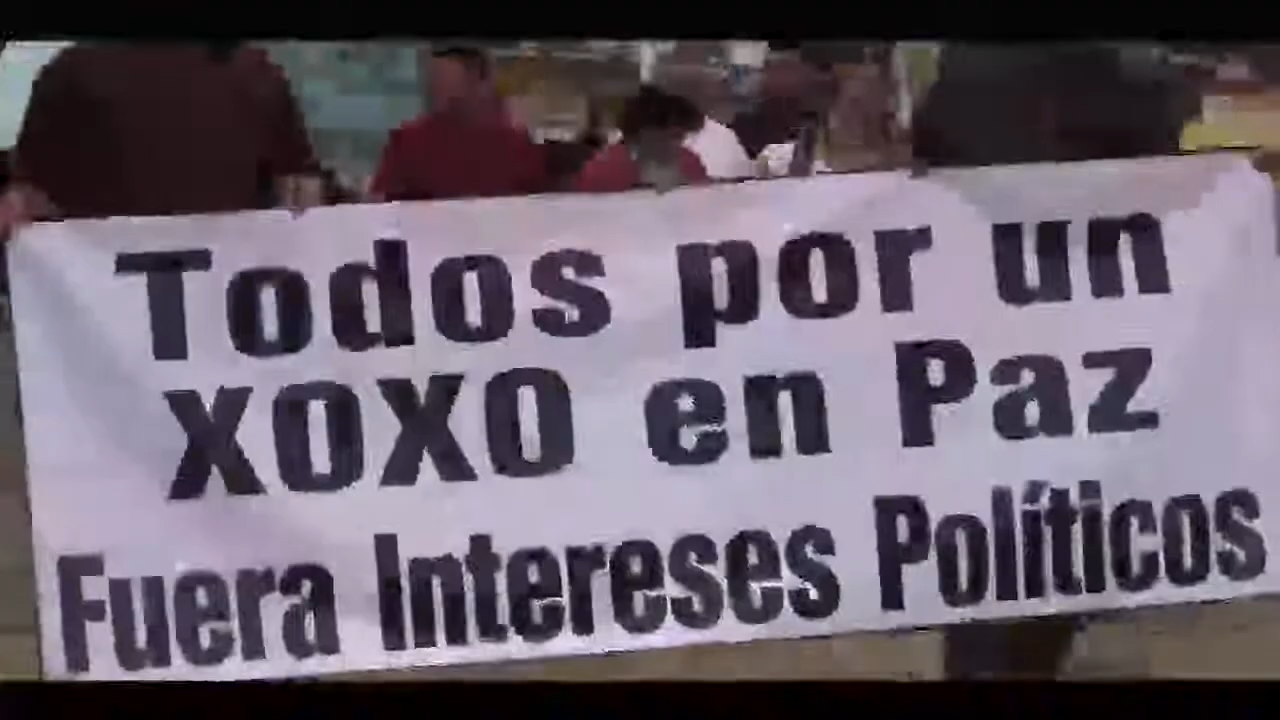 Todos por un
XOXO en Paz
Fuera Intereses Políticos